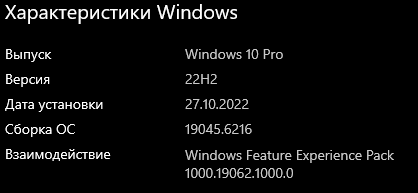 Характеристики Windows
Выпуск Windows 10 Pro
Версия 22H2
Дата установки 27.10.2022
Сборка ОС 19045.6216
Взаимодействие Windows Feature Experience Pack
1000.19062.1000.0